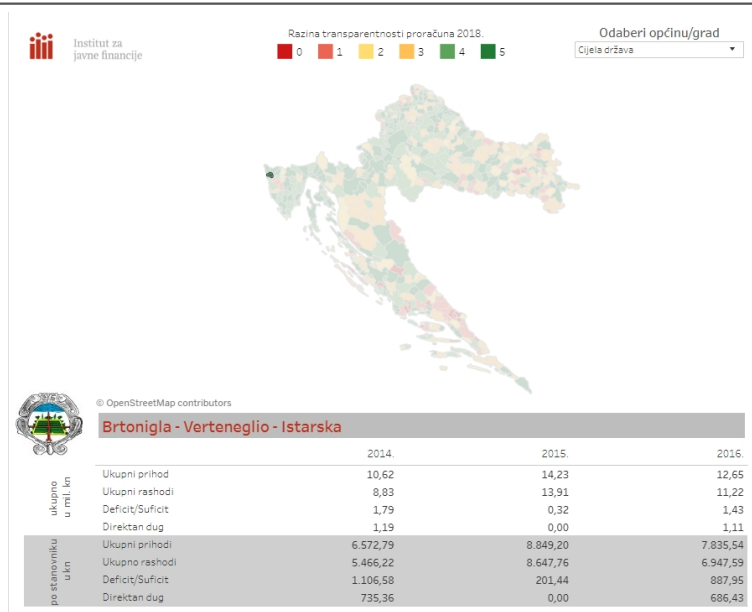 Institut za
javne financije
Razina transparentnosti proračuna 2018.
0 1 2 3 4 5
Odaberi općinu/grad
Cijela država
© OpenStreetMap contributors
Brtonigla - Verteneglio - Istarska
2014. 2015. 2016.
ukupno
u mil. kn
Ukupni prihod 10,62 14,23 12,65
Ukupni rashodi 8,83 13,91 11,22
Deficit/Suficit 1,79 0,32 1,43
Direktan dug 1,19 0,00 1,11
po stanovniku
u kn
Ukupni prihodi 6.572,79 8.849,20 7.835,54
Ukupno rashodi 5.466,22 8.647,76 6.947,59
Deficit/Suficit 1.106,58 201,44 887,95
Direktan dug 735,36 0,00 686,43